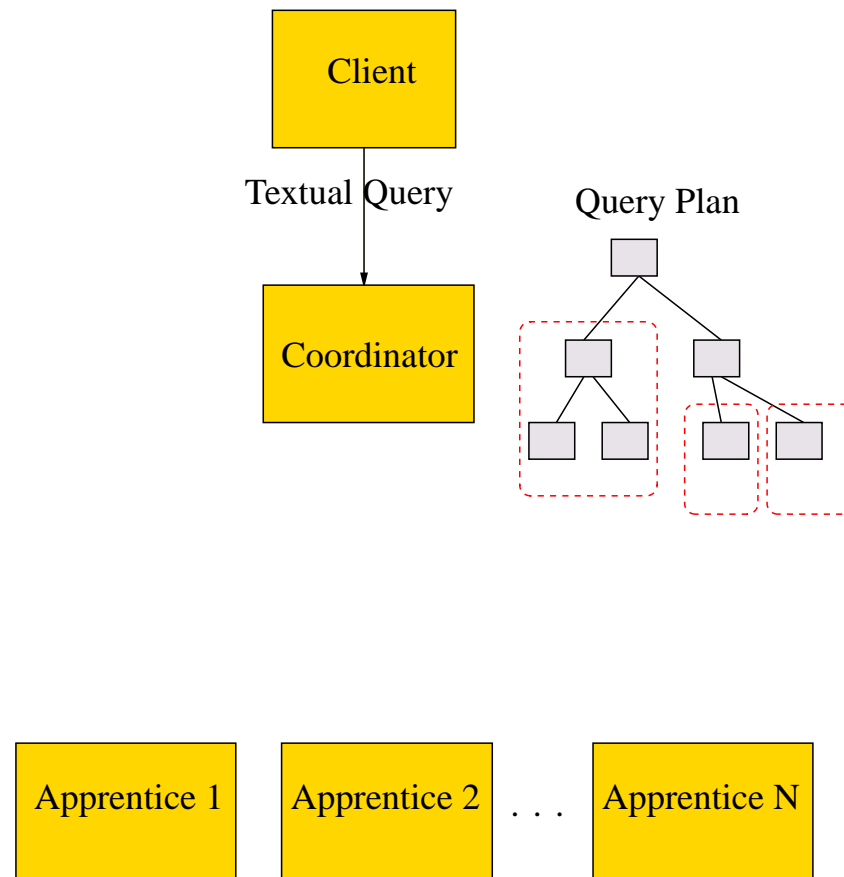 Client
Textual Query
Query Plan
Coordinator
Apprentice 1
Apprentice 2
. . .
Apprentice N